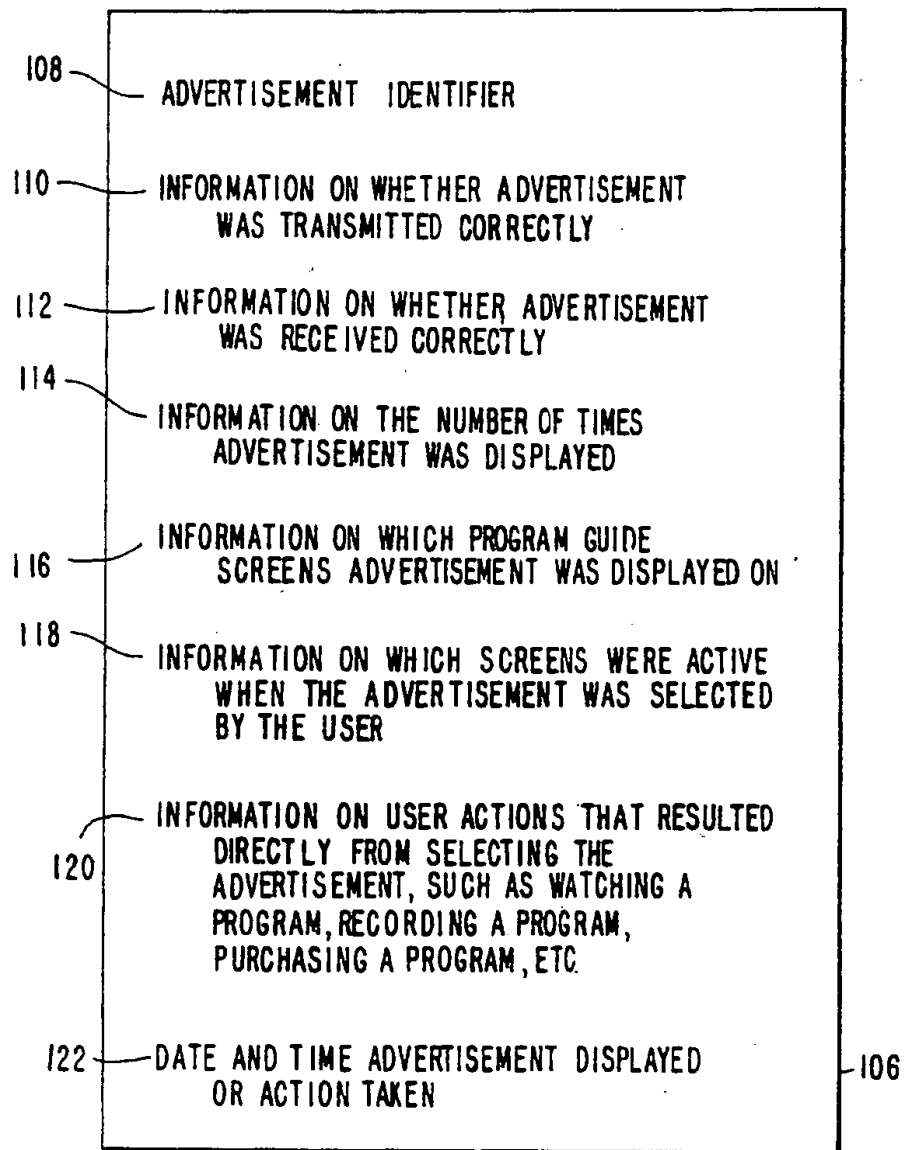 108
ADVERTISEMENT IDENTIFIER
110
INFORMATION ON WHETHER ADVERTISEMENT
WAS TRANSMITTED CORRECTLY
112
INFORMATION ON WHETHER ADVERTISEMENT
WAS RECEIVED CORRECTLY
114
INFORMATION ON THE NUMBER OF TIMES
ADVERTISEMENT WAS DISPLAYED
INFORMATION ON WHICH PROGRAM GUIDE
116
SCREENS ADVERTISEMENT WAS DISPLAYED ON
118
INFORMATION ON WHICH SCREENS WERE ACTIVE
WHEN THE ADVERTISEMENT WAS SELECTED
BY THE USER
INFORMATION ON USER ACTIONS THAT RESULTED
120
DIRECTLY FROM SELECTING THE
ADVERTISEMENT, SUCH AS WATCHING A
PROGRAM, RECORDING A PROGRAM,
PURCHASING A PROGRAM, ETC.
122
DATE AND TIME ADVERTISEMENT DISPLAYED
OR ACTION TAKEN
106